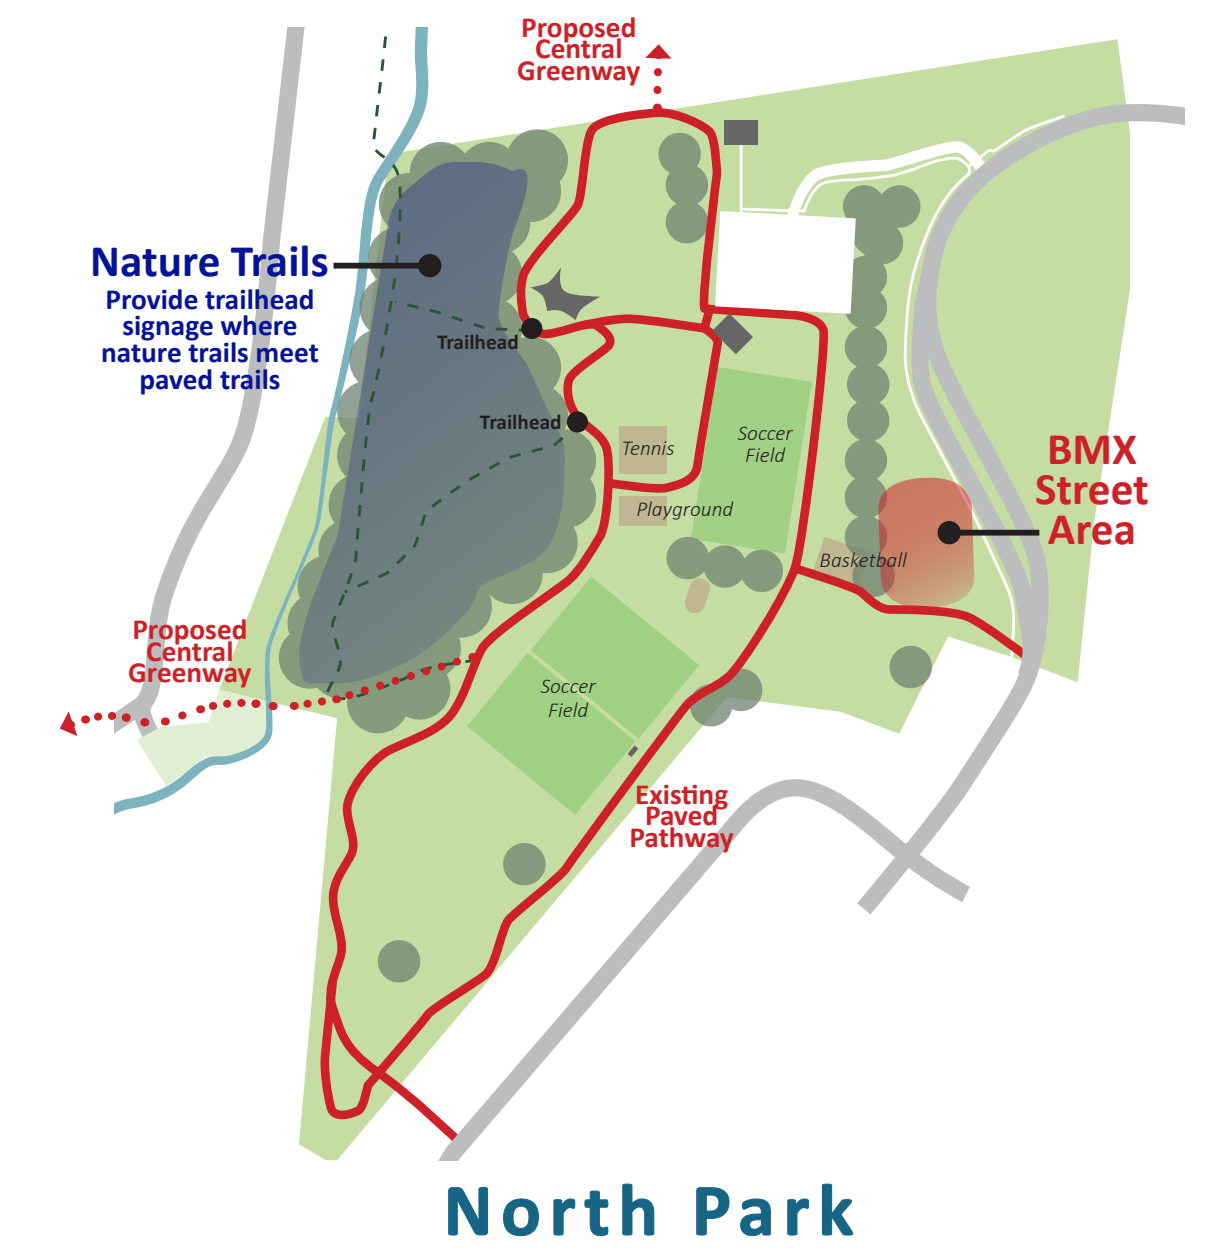 Proposed
Central
Greenway
Nature Trails
Provide trailhead
signage where
nature trails meet
paved trails
Trailhead
Trailhead
Tennis
Soccer
Field
Playground
BMX
Street
Area
Basketball
Proposed
Central
Greenway
Soccer
Field
Existing
Paved
Pathway
North Park